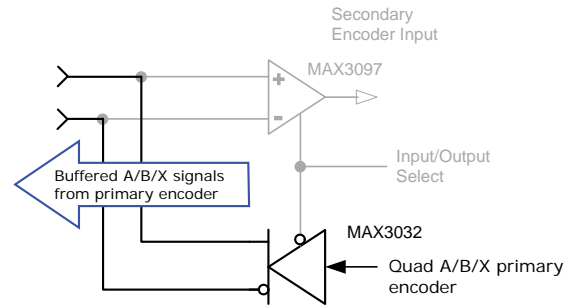 Secondary
Encoder Input
MAX3097
+
-
Input/Output
Select
Buffered A/B/X signals
from primary encoder
MAX3032
Quad A/B/X primary
encoder